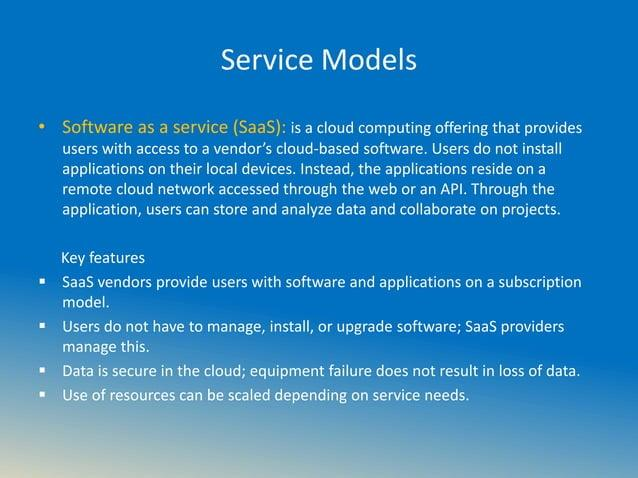 Service Models
• Software as a service (SaaS): is a cloud computing offering that provides
users with access to a vendor’s cloud-based software. Users do not install
applications on their local devices. Instead, the applications reside on a
remote cloud network accessed through the web or an API. Through the
application, users can store and analyze data and collaborate on projects.
Key features
▪ SaaS vendors provide users with software and applications on a subscription
model.
▪ Users do not have to manage, install, or upgrade software; SaaS providers
manage this.
▪ Data is secure in the cloud; equipment failure does not result in loss of data.
▪ Use of resources can be scaled depending on service needs.